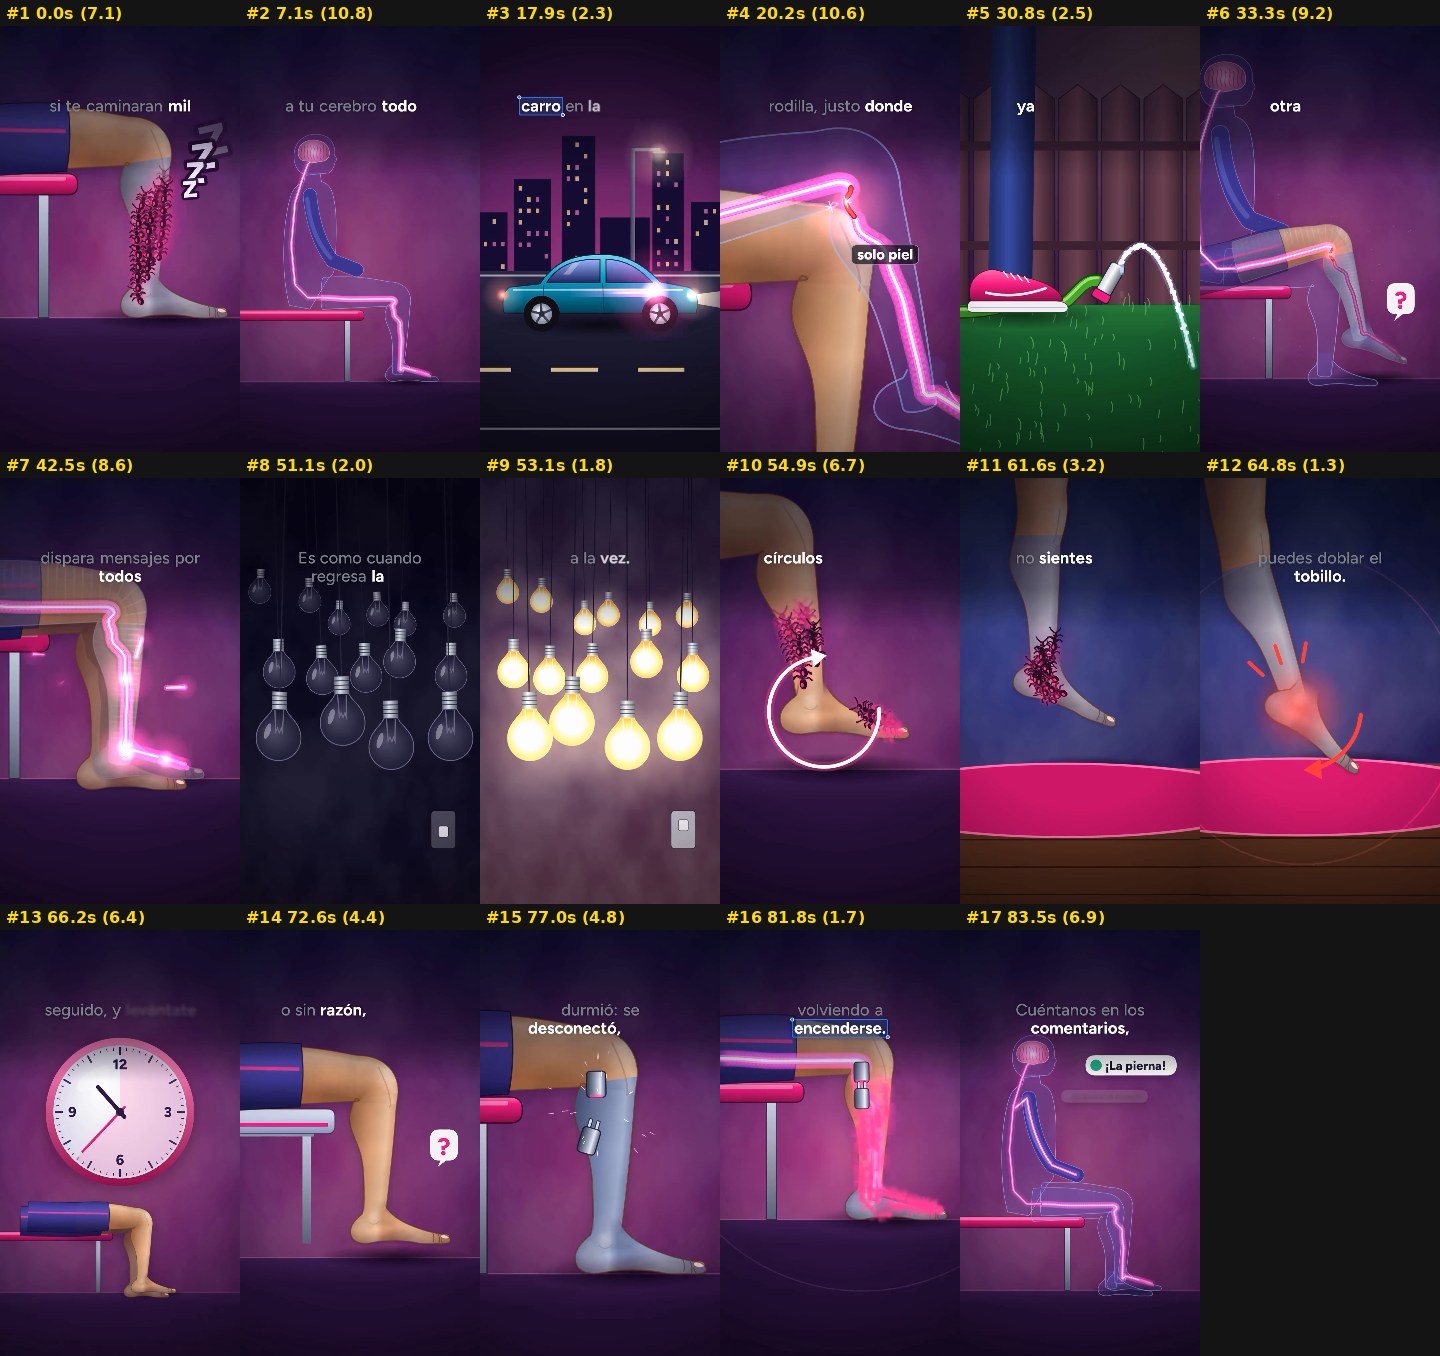 #1 0.0s (7.1)
si te caminaran mil
z z z z
#2 7.1s (10.8)
a tu cerebro todo
#3 17.9s (2.3)
carro en la
#4 20.2s (10.6)
rodilla, justo donde
solo piel
#5 30.8s (2.5)
ya
#6 33.3s (9.2)
otra
?
#7 42.5s (8.6)
dispara mensajes por
todos
#8 51.1s (2.0)
Es como cuando
regresa la
#9 53.1s (1.8)
a la vez.
#10 54.9s (6.7)
círculos
#11 61.6s (3.2)
no sientes
#12 64.8s (1.3)
puedes doblar el
tobillo.
#13 66.2s (6.4)
seguido, y levántate
12
9 3
6
#14 72.6s (4.4)
o sin razón,
?
#15 77.0s (4.8)
durmió: se
desconectó,
#16 81.8s (1.7)
volviendo a
encenderse.
#17 83.5s (6.9)
Cuéntanos en los
comentarios,
¡La pierna!